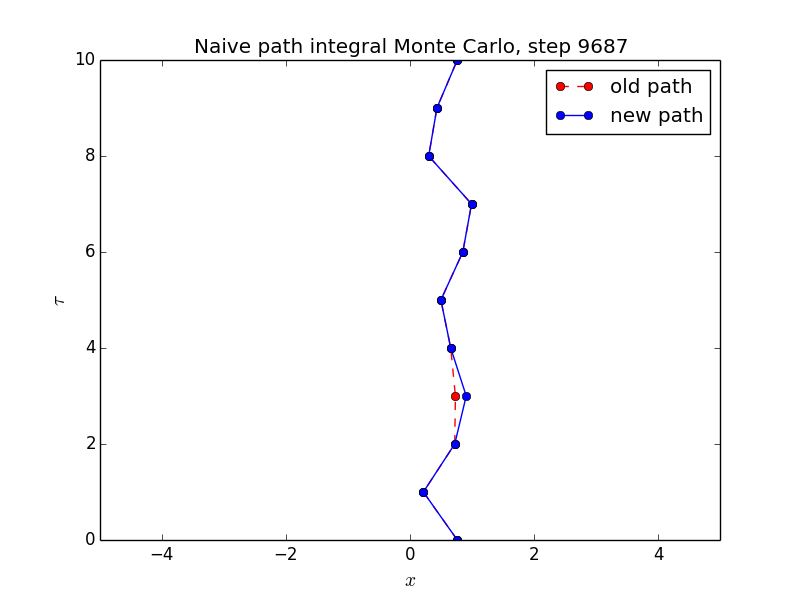 Naive path integral Monte Carlo, step 9687
10
old path
new path
8
6
τ
4
2
0
−4 −2 0 2 4
x